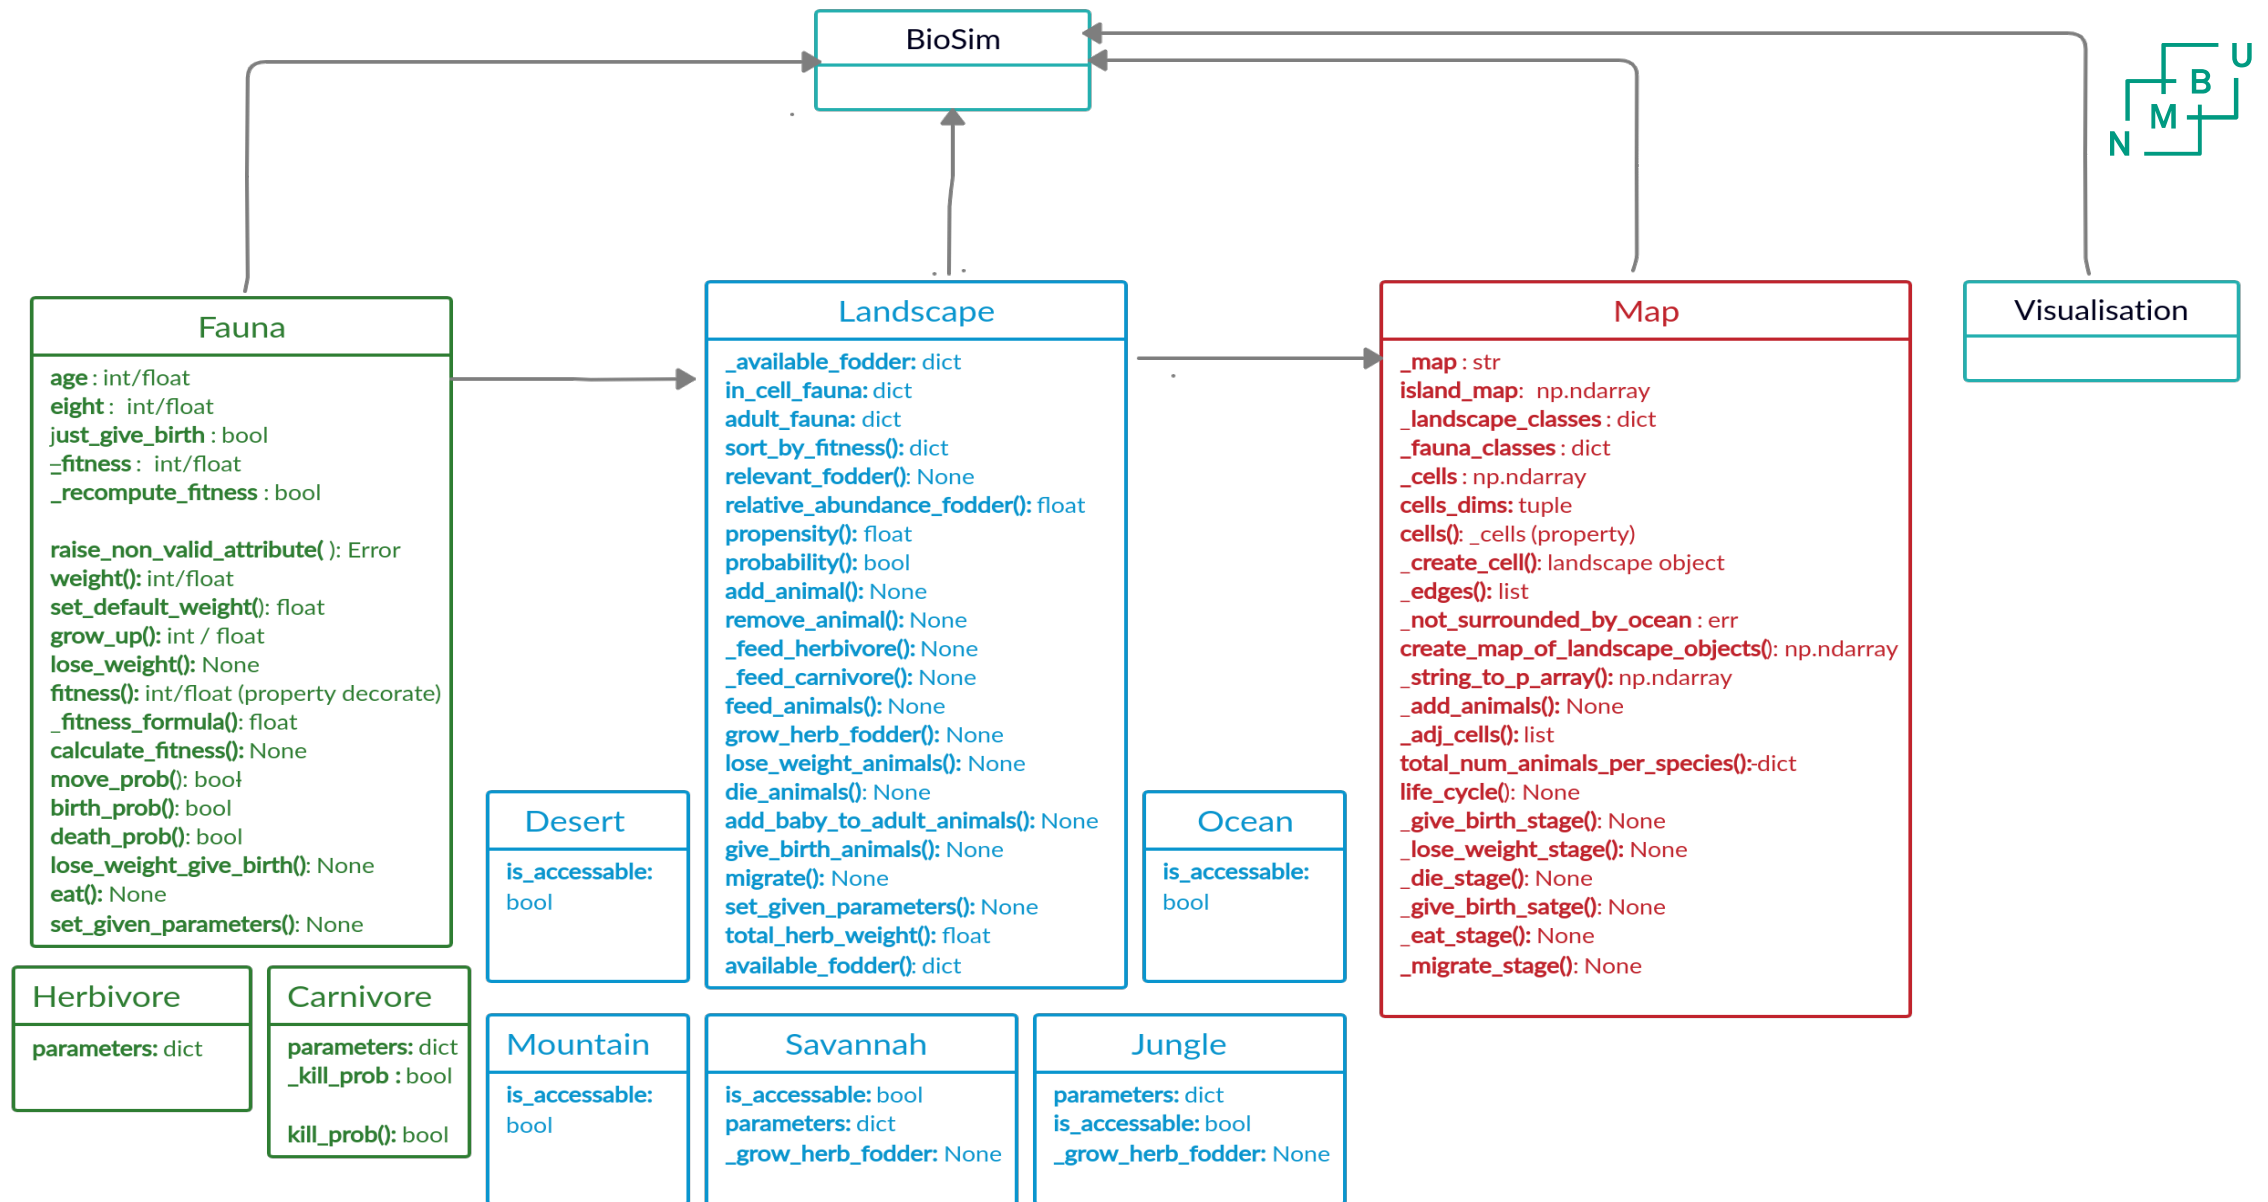 BioSim
N M B U
Fauna
age : int/float
eight : int/float
just_give_birth : bool
_fitness : int/float
_recompute_fitness : bool
raise_non_valid_attribute( ): Error
weight(): int/float
set_default_weight(): float
grow_up(): int / float
lose_weight(): None
fitness(): int/float (property decorate)
_fitness_formula(): float
calculate_fitness(): None
move_prob(): bool
birth_prob(): bool
death_prob(): bool
lose_weight_give_birth(): None
eat(): None
set_given_parameters(): None
Herbivore
parameters: dict
Carnivore
parameters: dict
_kill_prob : bool
kill_prob(): bool
Landscape
_available_fodder: dict
in_cell_fauna: dict
adult_fauna: dict
sort_by_fitness(): dict
relevant_fodder(): None
relative_abundance_fodder(): float
propensity(): float
probability(): bool
add_animal(): None
remove_animal(): None
_feed_herbivore(): None
_feed_carnivore(): None
feed_animals(): None
grow_herb_fodder(): None
lose_weight_animals(): None
die_animals(): None
add_baby_to_adult_animals(): None
give_birth_animals(): None
migrate(): None
set_given_parameters(): None
total_herb_weight(): float
available_fodder(): dict
Desert
is_accessable:
bool
Ocean
is_accessable:
bool
Mountain
is_accessable:
bool
Savannah
is_accessable: bool
parameters: dict
_grow_herb_fodder: None
Jungle
parameters: dict
is_accessable: bool
_grow_herb_fodder: None
Map
_map : str
island_map: np.ndarray
_landscape_classes : dict
_fauna_classes : dict
_cells : np.ndarray
cells_dims: tuple
cells(): _cells (property)
_create_cell(): landscape object
_edges(): list
_not_surrounded_by_ocean : err
create_map_of_landscape_objects(): np.ndarray
_string_to_p_array(): np.ndarray
_add_animals(): None
_adj_cells(): list
total_num_animals_per_species():-dict
life_cycle(): None
_give_birth_stage(): None
_lose_weight_stage(): None
_die_stage(): None
_give_birth_satge(): None
_eat_stage(): None
_migrate_stage(): None
Visualisation